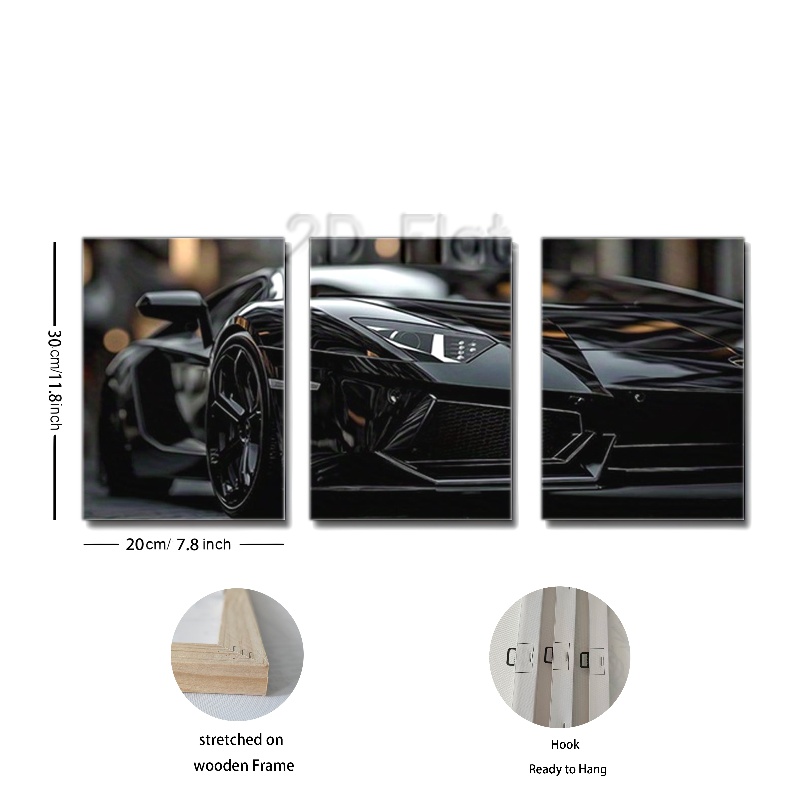 2D Flat
30cm/11.8inch
20cm/ 7.8 inch
stretched on
wooden Frame
Hook
Ready to Hang